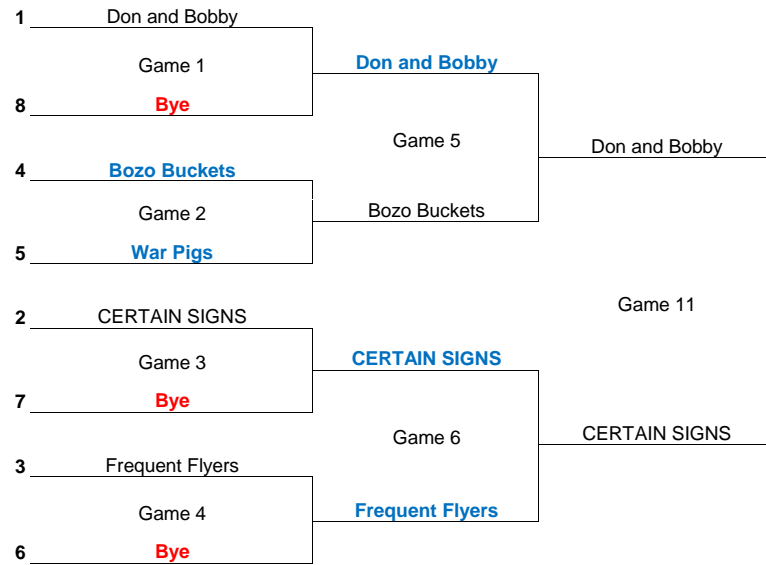 1 Don and Bobby
Game 1
Don and Bobby
8 Bye
Game 5
Don and Bobby
4 Bozo Buckets
Game 2
Bozo Buckets
5 War Pigs
Game 11
2 CERTAIN SIGNS
Game 3
CERTAIN SIGNS
7 Bye
Game 6
CERTAIN SIGNS
3 Frequent Flyers
Game 4
Frequent Flyers
6 Bye